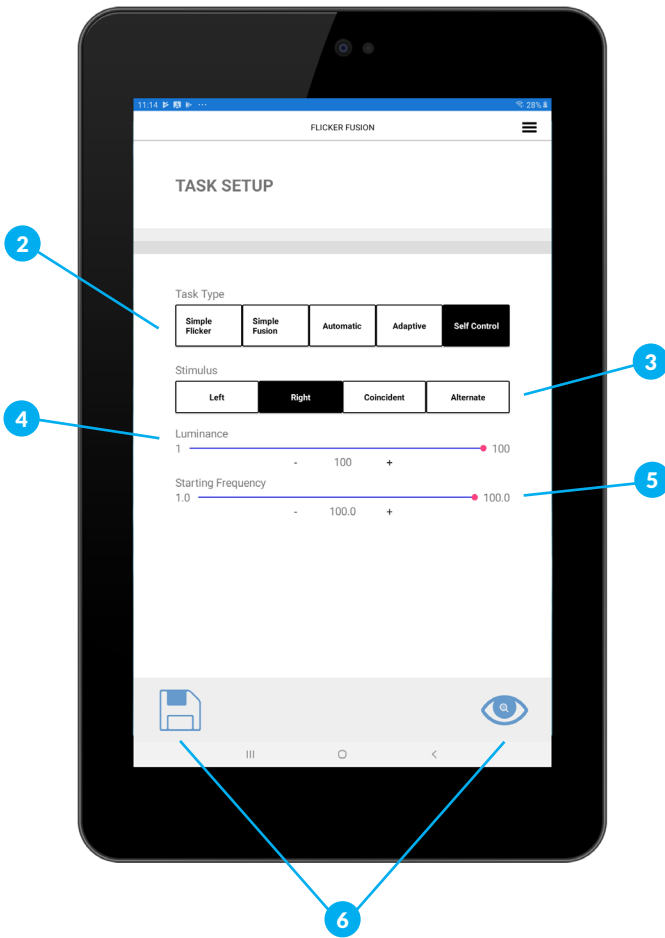 11:14 ... 28%
FLICKER FUSION
TASK SETUP
2
Task Type
Simple Flicker Simple Fusion Automatic Adaptive Self Control
Stimulus
3
Left Right Coincident Alternate
4
Luminance
1 100
- 100 +
5
Starting Frequency
1.0 100.0
- 100.0 +
6